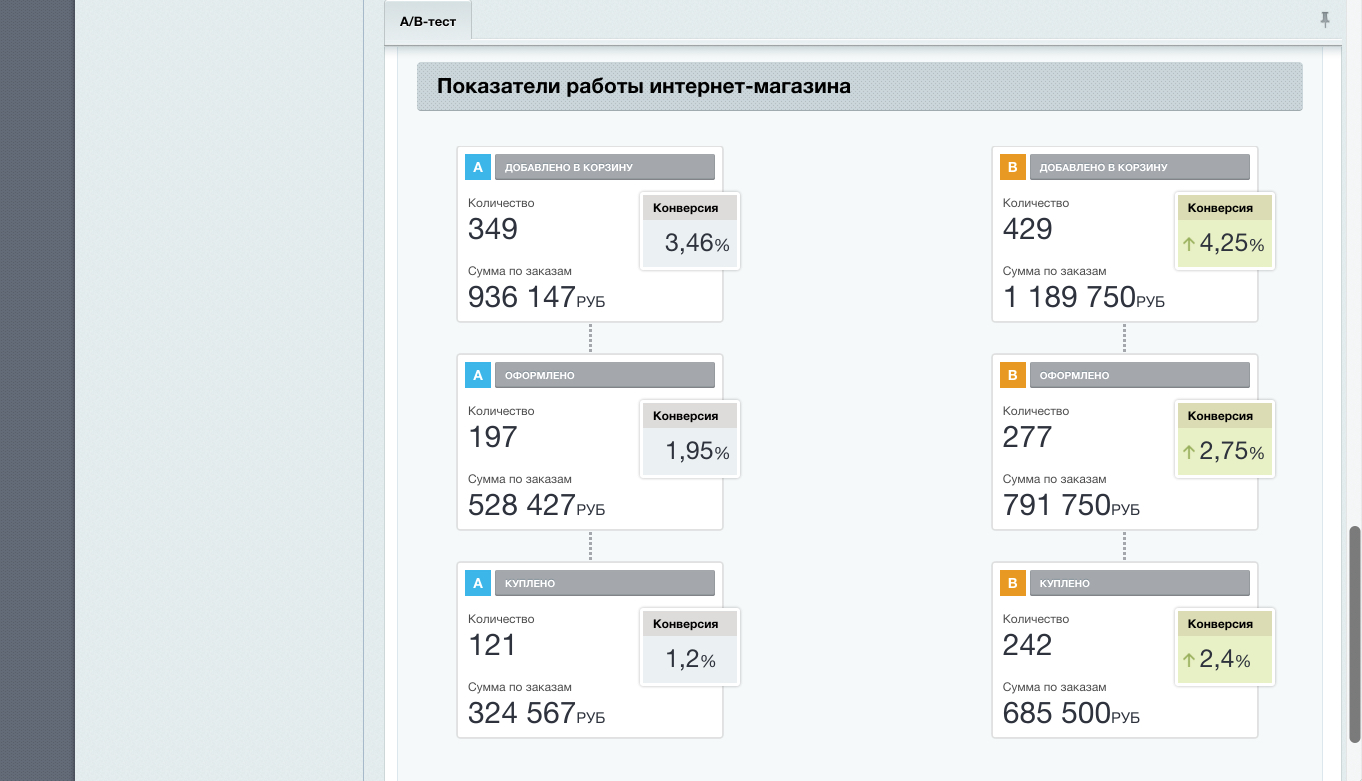 A/B-тест
Показатели работы интернет-магазина
A ДОБАВЛЕНО В КОРЗИНУ
Количество
349
Конверсия
3,46%
Сумма по заказам
936 147РУБ
B ДОБАВЛЕНО В КОРЗИНУ
Количество
429
Конверсия
↑4,25%
Сумма по заказам
1 189 750РУБ
A ОФОРМЛЕНО
Количество
197
Конверсия
1,95%
Сумма по заказам
528 427РУБ
B ОФОРМЛЕНО
Количество
277
Конверсия
↑2,75%
Сумма по заказам
791 750РУБ
A КУПЛЕНО
Количество
121
Конверсия
1,2%
Сумма по заказам
324 567РУБ
B КУПЛЕНО
Количество
242
Конверсия
↑2,4%
Сумма по заказам
685 500РУБ